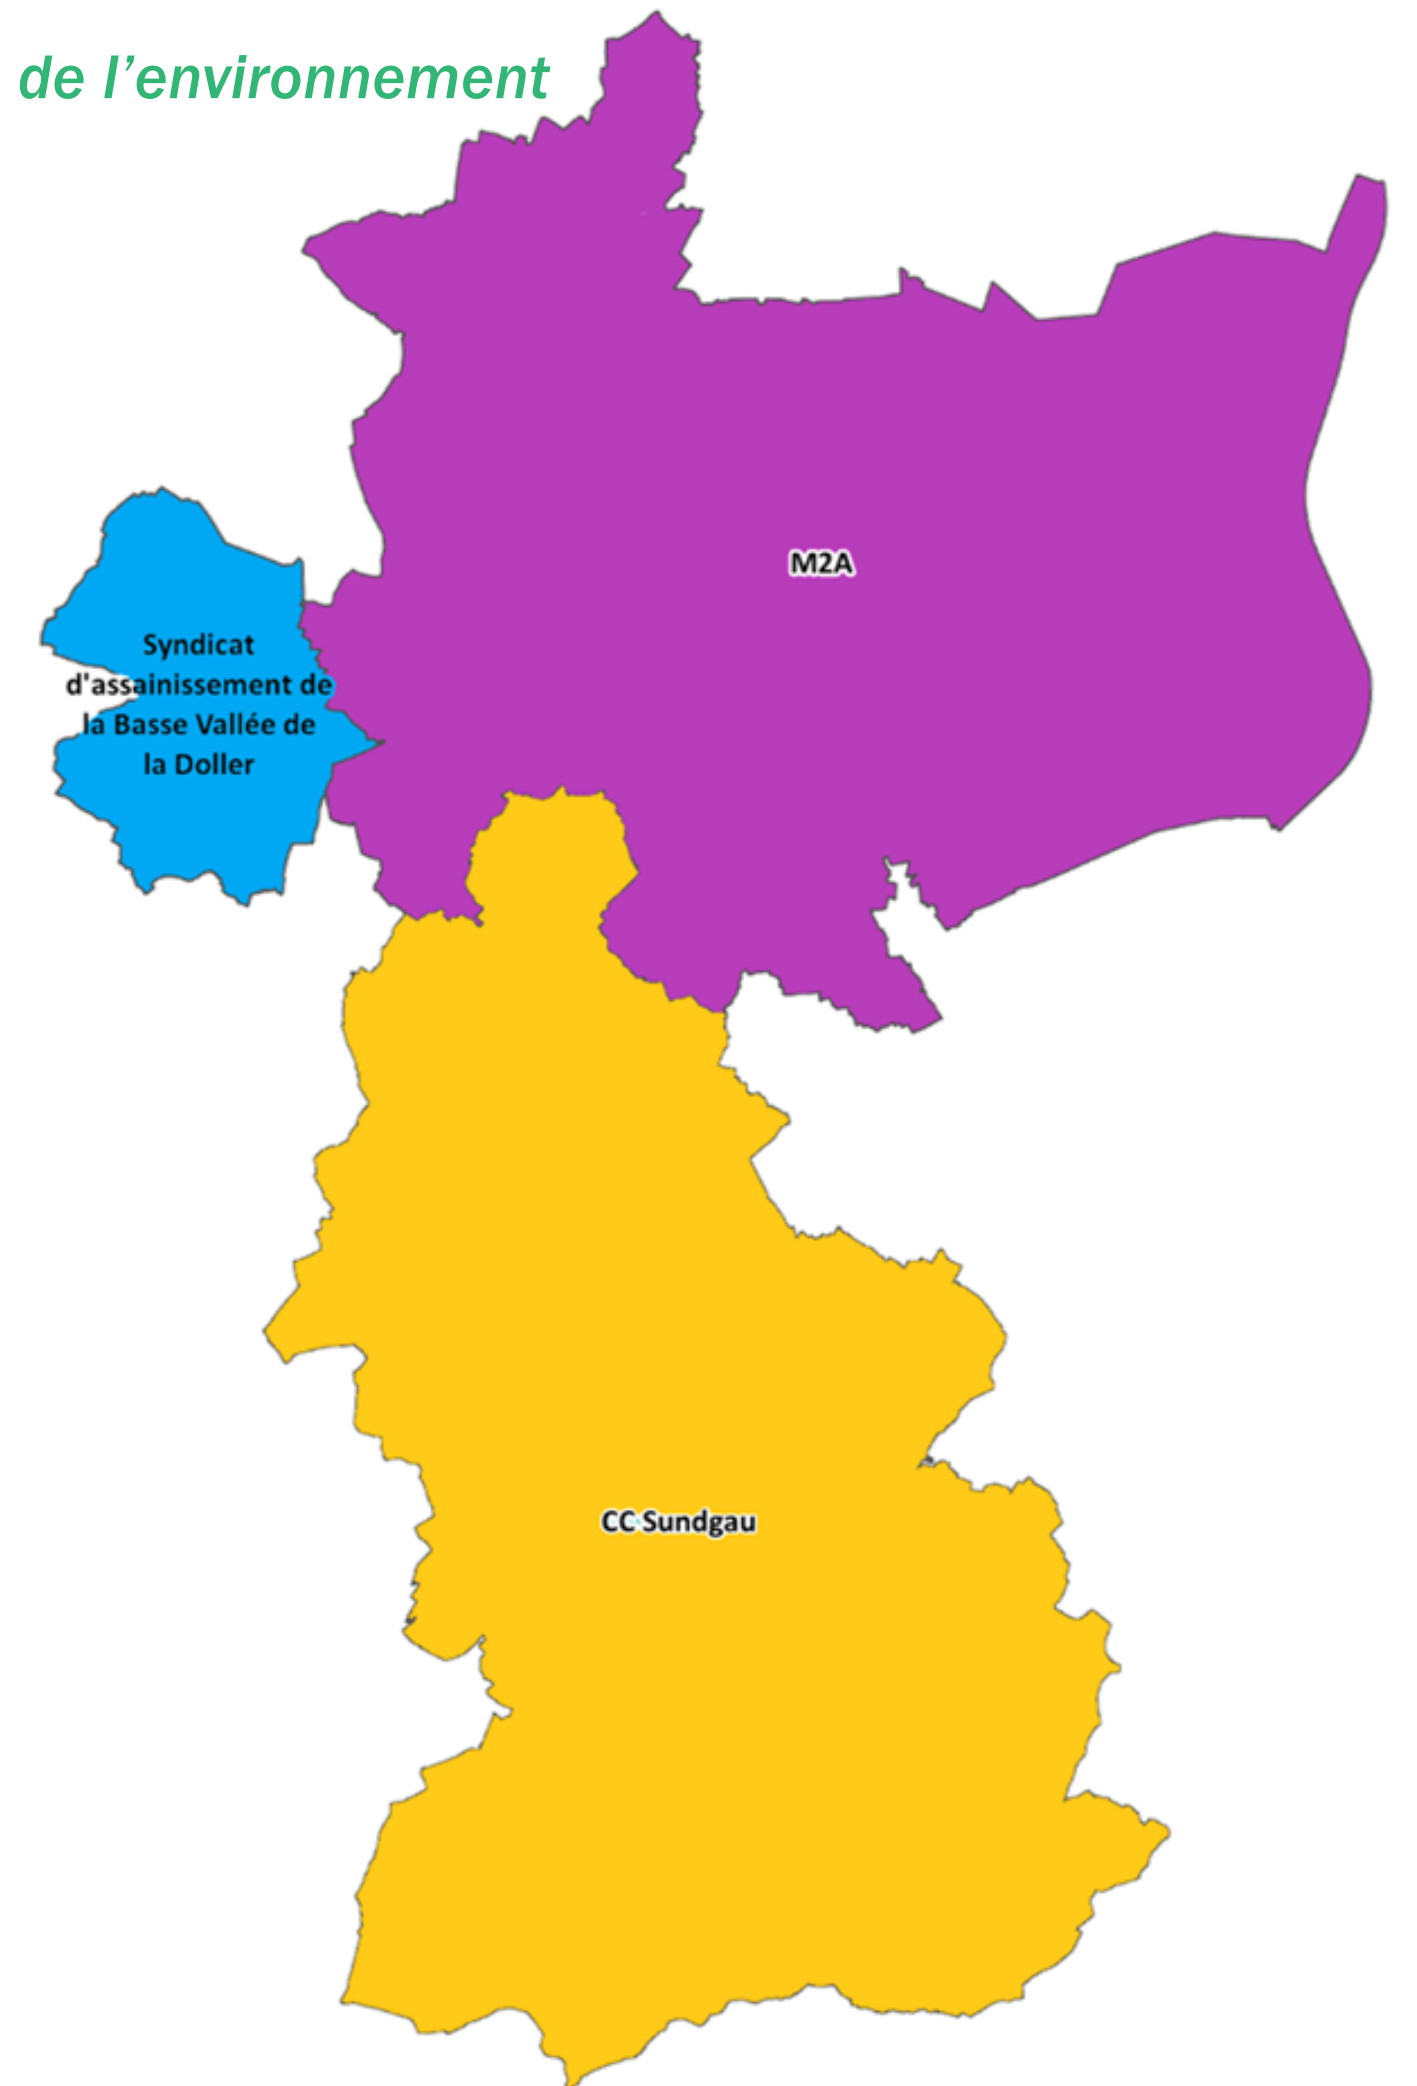 de l’environnement
M2A
Syndicat
d'assainissement de
la Basse Vallée de
la Doller
CC Sundgau